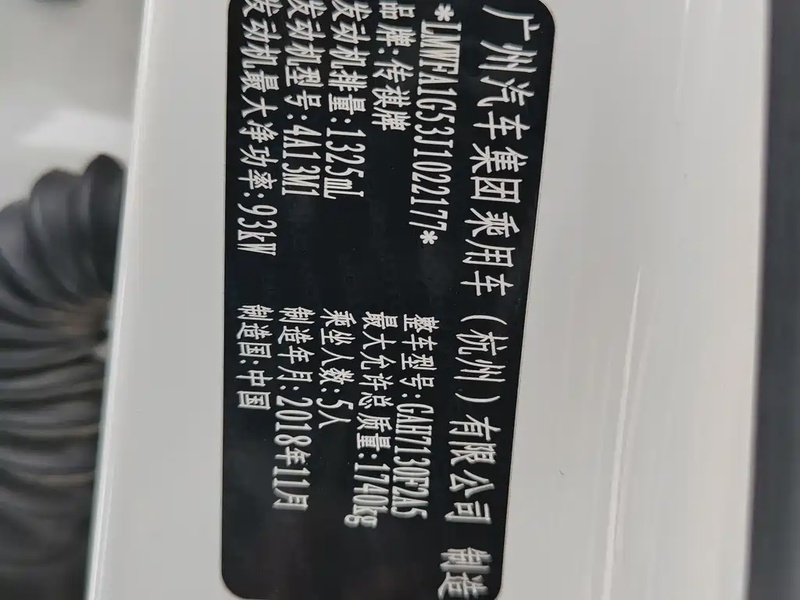 广州汽车集团乘用车（杭州）有限公司 制造
*LMWFA1G53J1022177*
品牌:传祺牌 整车型号:GAH7130F2A5
发动机排量:1325mL 最大允许总质量:1740kg
发动机型号:4A13M1 乘坐人数:5人
发动机最大净功率:93kW 制造年月:2018年11月
制造国:中国